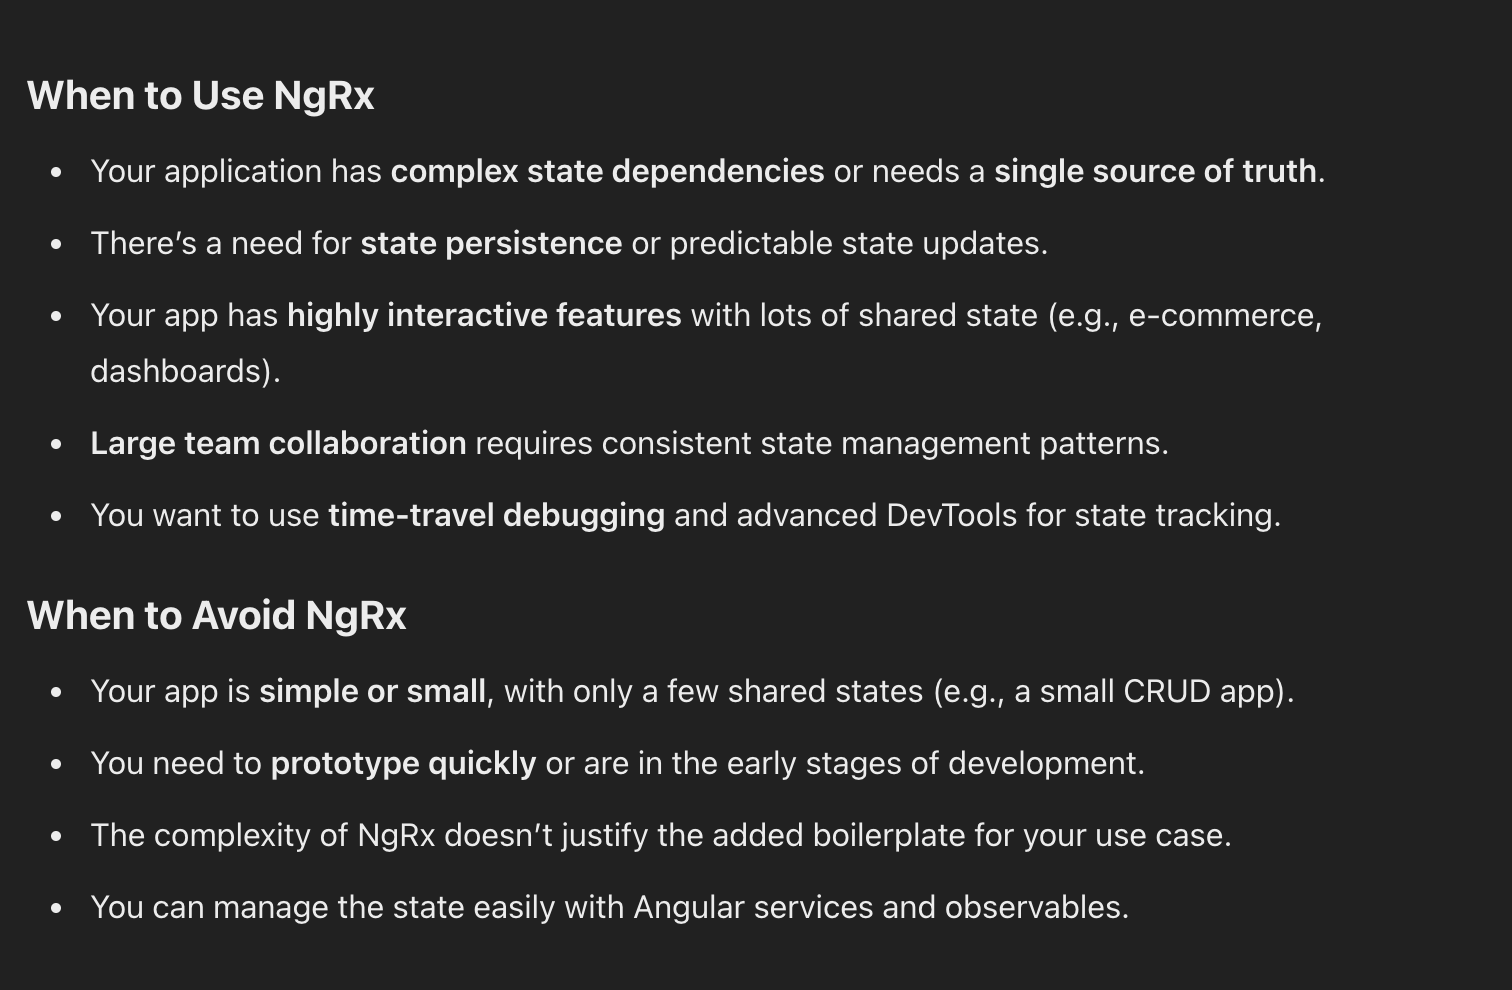 When to Use NgRx
• Your application has complex state dependencies or needs a single source of truth.
• There’s a need for state persistence or predictable state updates.
• Your app has highly interactive features with lots of shared state (e.g., e-commerce,
dashboards).
• Large team collaboration requires consistent state management patterns.
• You want to use time-travel debugging and advanced DevTools for state tracking.
When to Avoid NgRx
• Your app is simple or small, with only a few shared states (e.g., a small CRUD app).
• You need to prototype quickly or are in the early stages of development.
• The complexity of NgRx doesn’t justify the added boilerplate for your use case.
• You can manage the state easily with Angular services and observables.